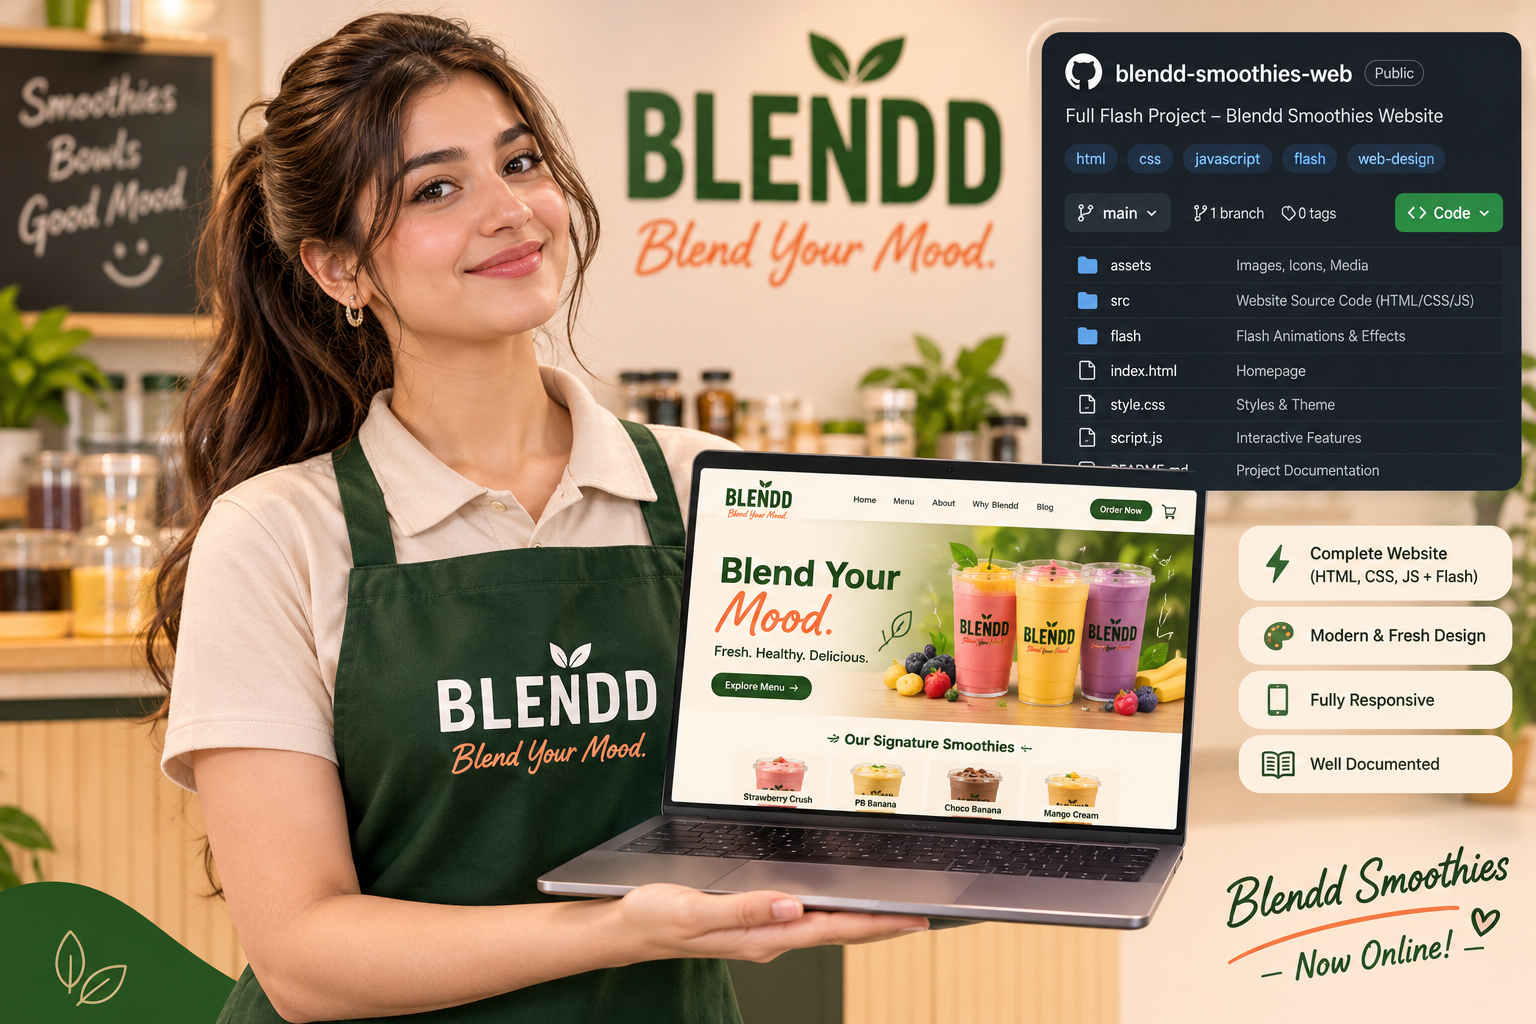 Smoothies
Bowls
Good Mood
BLENDD
Blend Your Mood.
blendd-smoothies-web
Public
Full Flash Project – Blendd Smoothies Website
html
css
javascript
flash
web-design
main
1 branch
0 tags
<> Code
assets
Images, Icons, Media
src
Website Source Code (HTML/CSS/JS)
flash
Flash Animations & Effects
index.html
Homepage
style.css
Styles & Theme
script.js
Interactive Features
README.md
Project Documentation
BLENDD
Blend Your Mood.
BLENDD
Blend Your Mood.
Home
Menu
About
Why Blendd
Blog
Order Now
Blend Your
Mood.
Fresh. Healthy. Delicious.
Explore Menu →
BLENDD
BLENDD
BLENDD
Our Signature Smoothies
Strawberry Crush
PB Banana
Choco Banana
Mango Cream
Complete Website
(HTML, CSS, JS + Flash)
Modern & Fresh Design
Fully Responsive
Well Documented
Blendd Smoothies
— Now Online! —